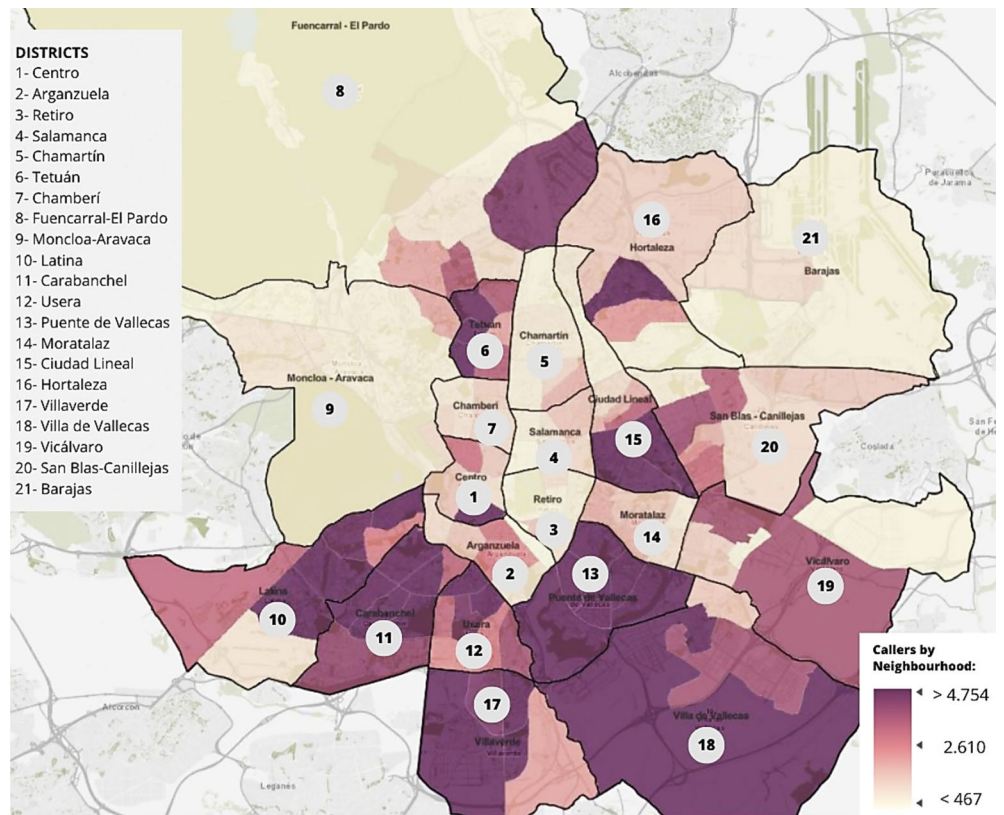 Fuencarral - El Pardo
DISTRICTS
1- Centro
2- Arganzuela
3- Retiro
4- Salamanca
5- Chamartín
6- Tetuán
7- Chamberí
8- Fuencarral-El Pardo
9- Moncloa-Aravaca
10- Latina
11- Carabanchel
12- Usera
13- Puente de Vallecas
14- Moratalaz
15- Ciudad Lineal
16- Hortaleza
17- Villaverde
18- Villa de Vallecas
19- Vicálvaro
20- San Blas-Canillejas
21- Barajas
8
Alcobendas
Paracuellos
de Jarama
16
Hortaleza
21
Barajas
Tetuán
6
Chamartín
5
Moncloa - Aravaca
9
Chamberí
7
Ciudad Lineal
15
San Blas - Canillejas
20
Coslada
Salamanca
4
Centro
1
Retiro
3
Moratalaz
14
Arganzuela
2
Vicálvaro
19
Puente de Vallecas
13
Latina
10
Carabanchel
11
Usera
12
17
Villaverde
Villa de Vallecas
18
Alcorcón
Leganés
Callers by
Neighbourhood:
> 4.754
2.610
< 467